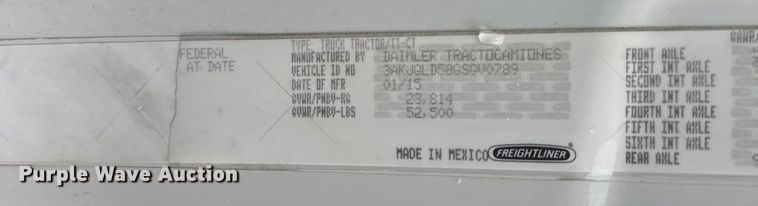 FEDERAL
AT DATE
TYPE: TRUCK TRACTOR/TT-CT
MANUFACTURED BY DAIMLER TRACTOCAMIONES
VEHICLE ID NO 3AKJGLD58GSGV0789
DATE OF MFR 01/15
GVWR/PNBV-KG 23,814
GVWR/PNBV-LBS 52,500
MADE IN MEXICO FREIGHTLINER
GAWR/
FRONT AXLE
FIRST INT AXLE
SECOND INT AXLE
THIRD INT AXLE
FOURTH INT AXLE
FIFTH INT AXLE
SIXTH INT AXLE
REAR AXLE
Purple Wave Auction